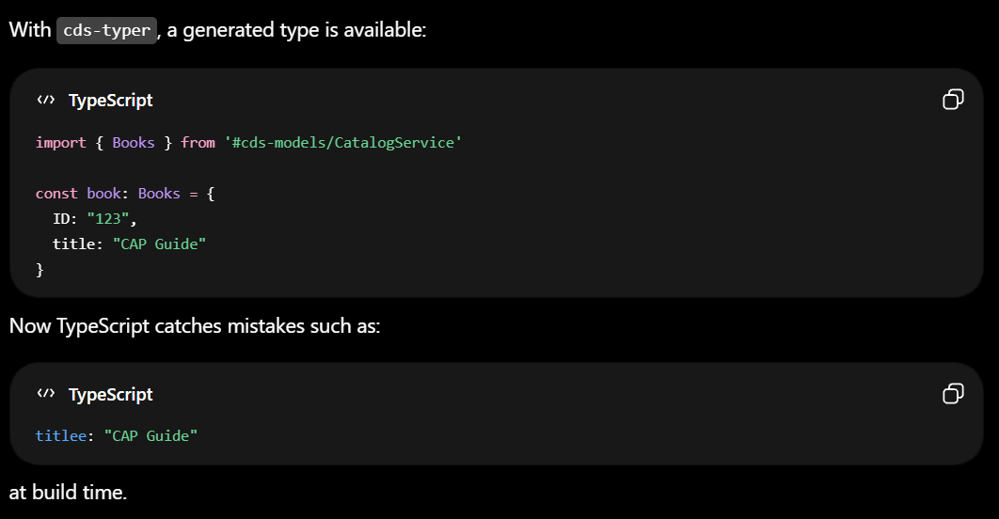 With cds-typer, a generated type is available:
TypeScript
import { Books } from '#cds-models/CatalogService'
const book: Books = {
ID: "123",
title: "CAP Guide"
}
Now TypeScript catches mistakes such as:
TypeScript
titlee: "CAP Guide"
at build time.